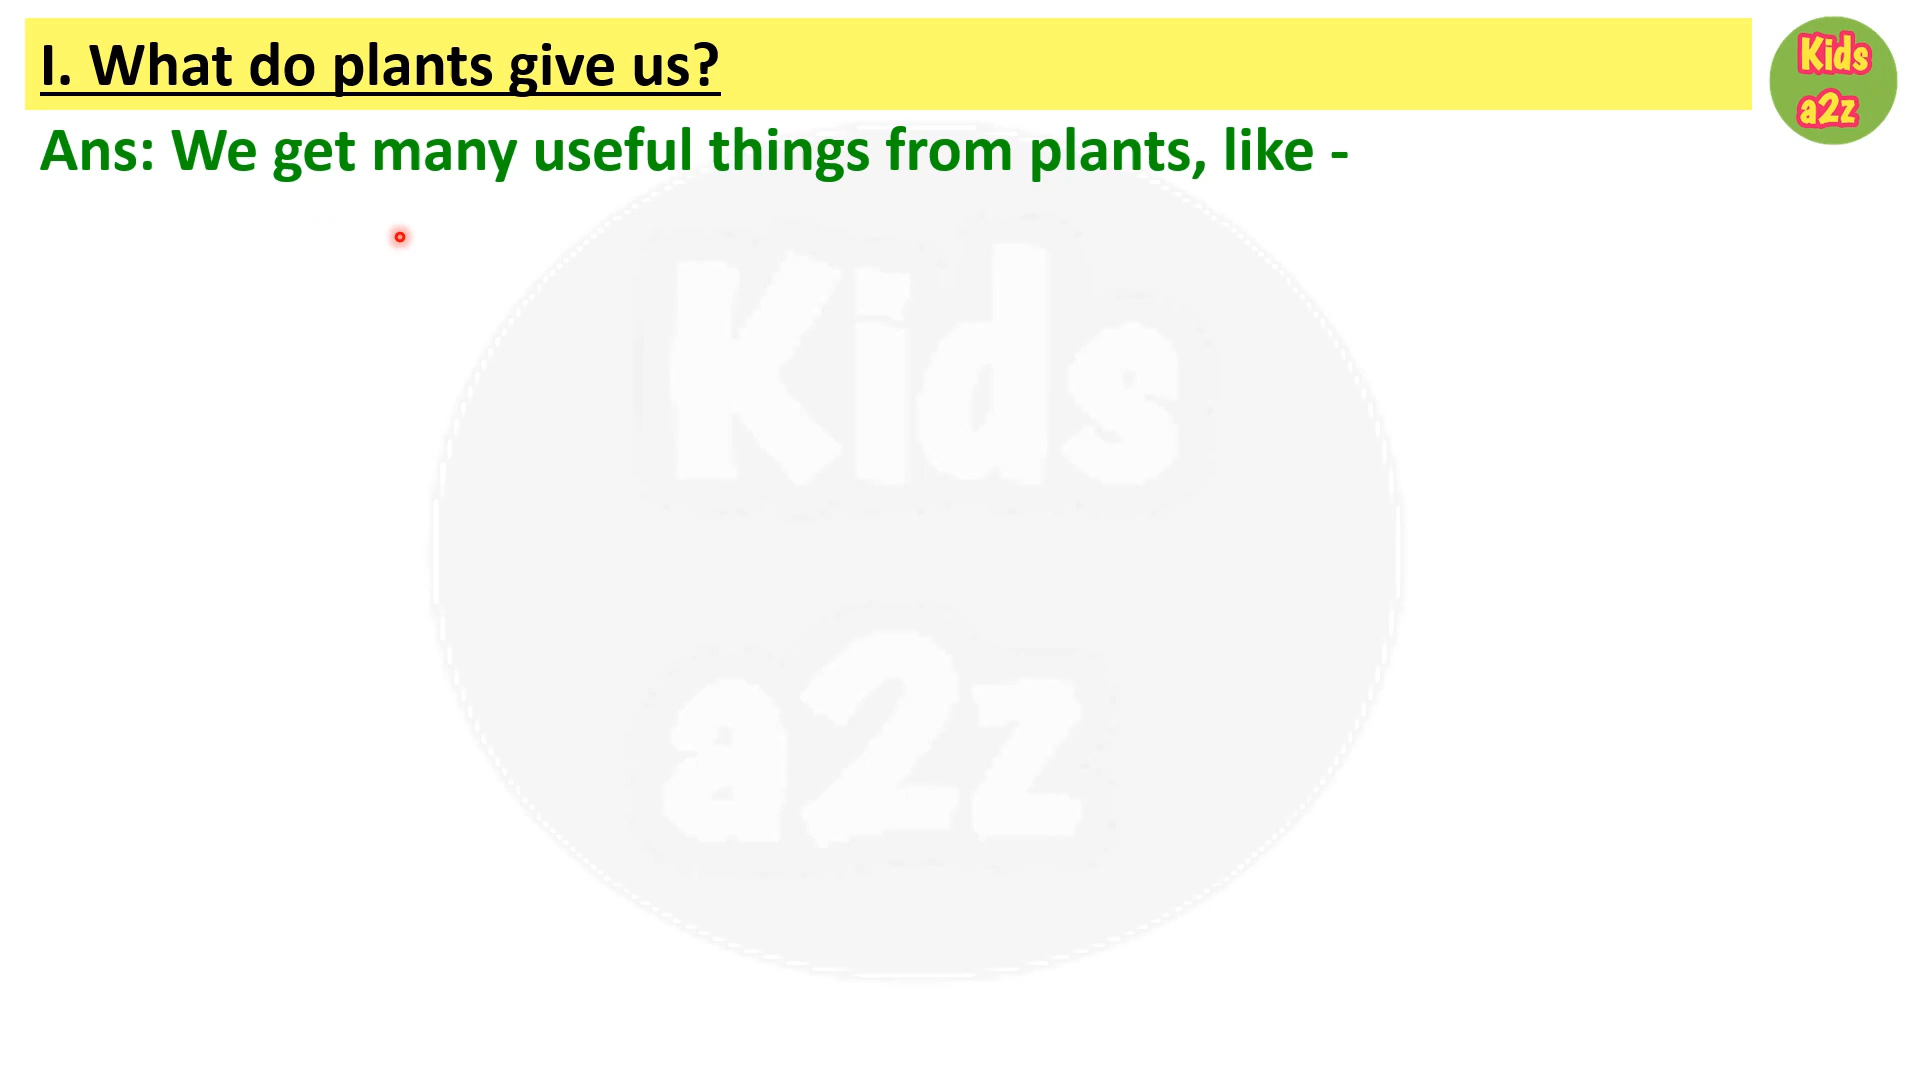 I. What do plants give us?
Kids
a2z
Ans: We get many useful things from plants, like -
Kids
a2z